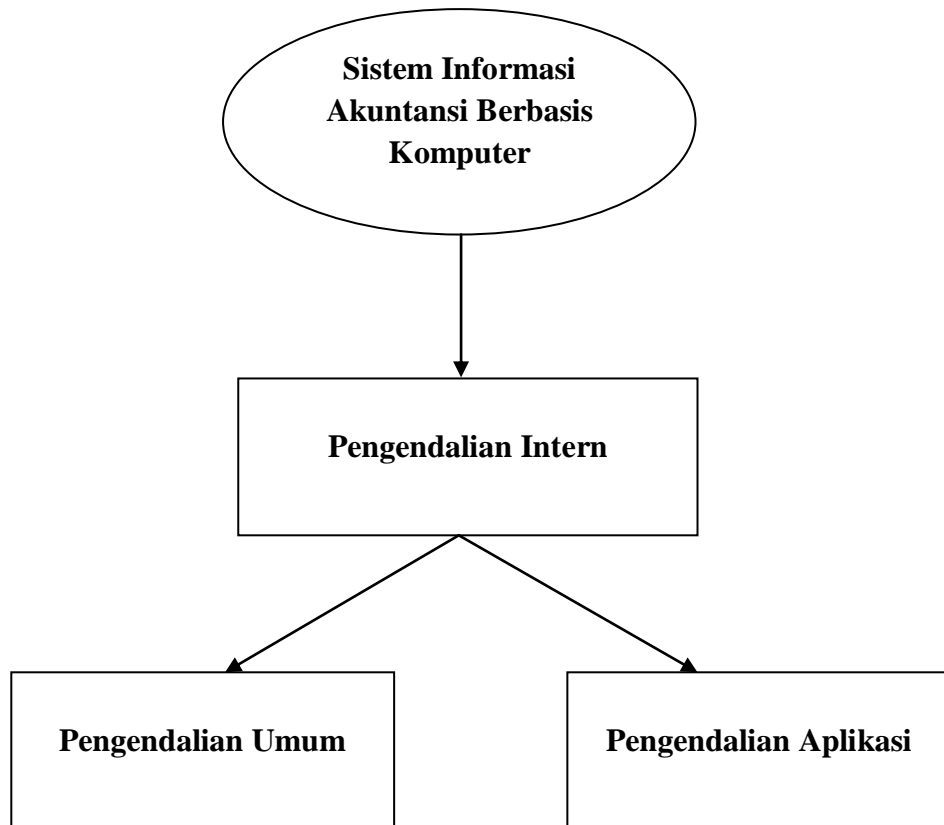 Sistem Informasi
Akuntansi Berbasis
Komputer
Pengendalian Intern
Pengendalian Umum
Pengendalian Aplikasi